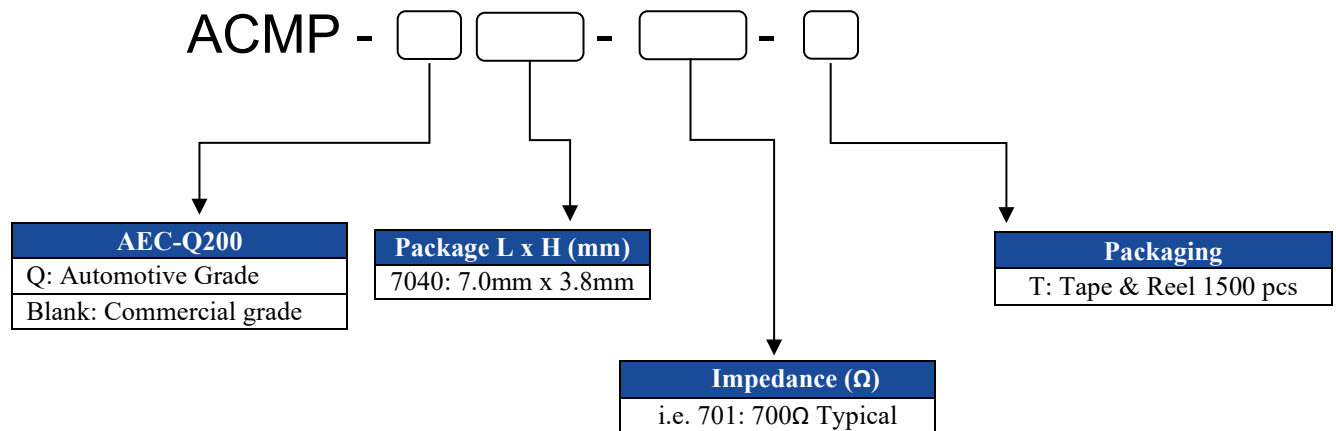 ACMP - - -
AEC-Q200
Q: Automotive Grade
Blank: Commercial grade
Package L x H (mm)
7040: 7.0mm x 3.8mm
Impedance (Ω)
i.e. 701: 700Ω Typical
Packaging
T: Tape & Reel 1500 pcs